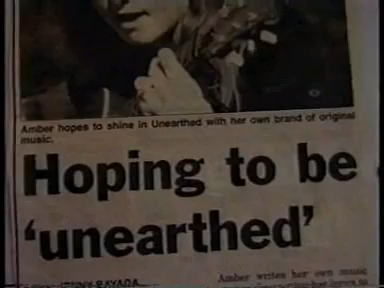 Amber hopes to shine in Unearthed with her own brand of original
music.
Hoping to be
'unearthed'
Amber writes her own music